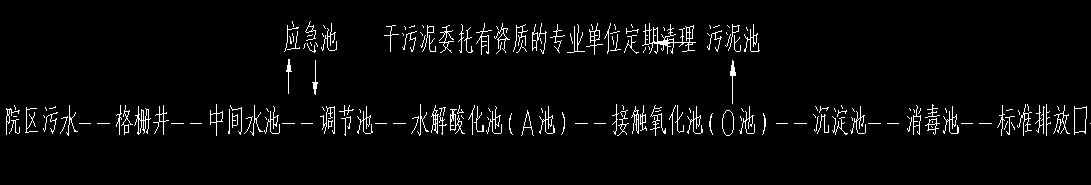 应急池 干污泥委托有资质的专业单位定期清理 污泥池
院区污水--格栅井--中间水池--调节池--水解酸化池(A池)--接触氧化池(O池)--沉淀池--消毒池--标准排放口